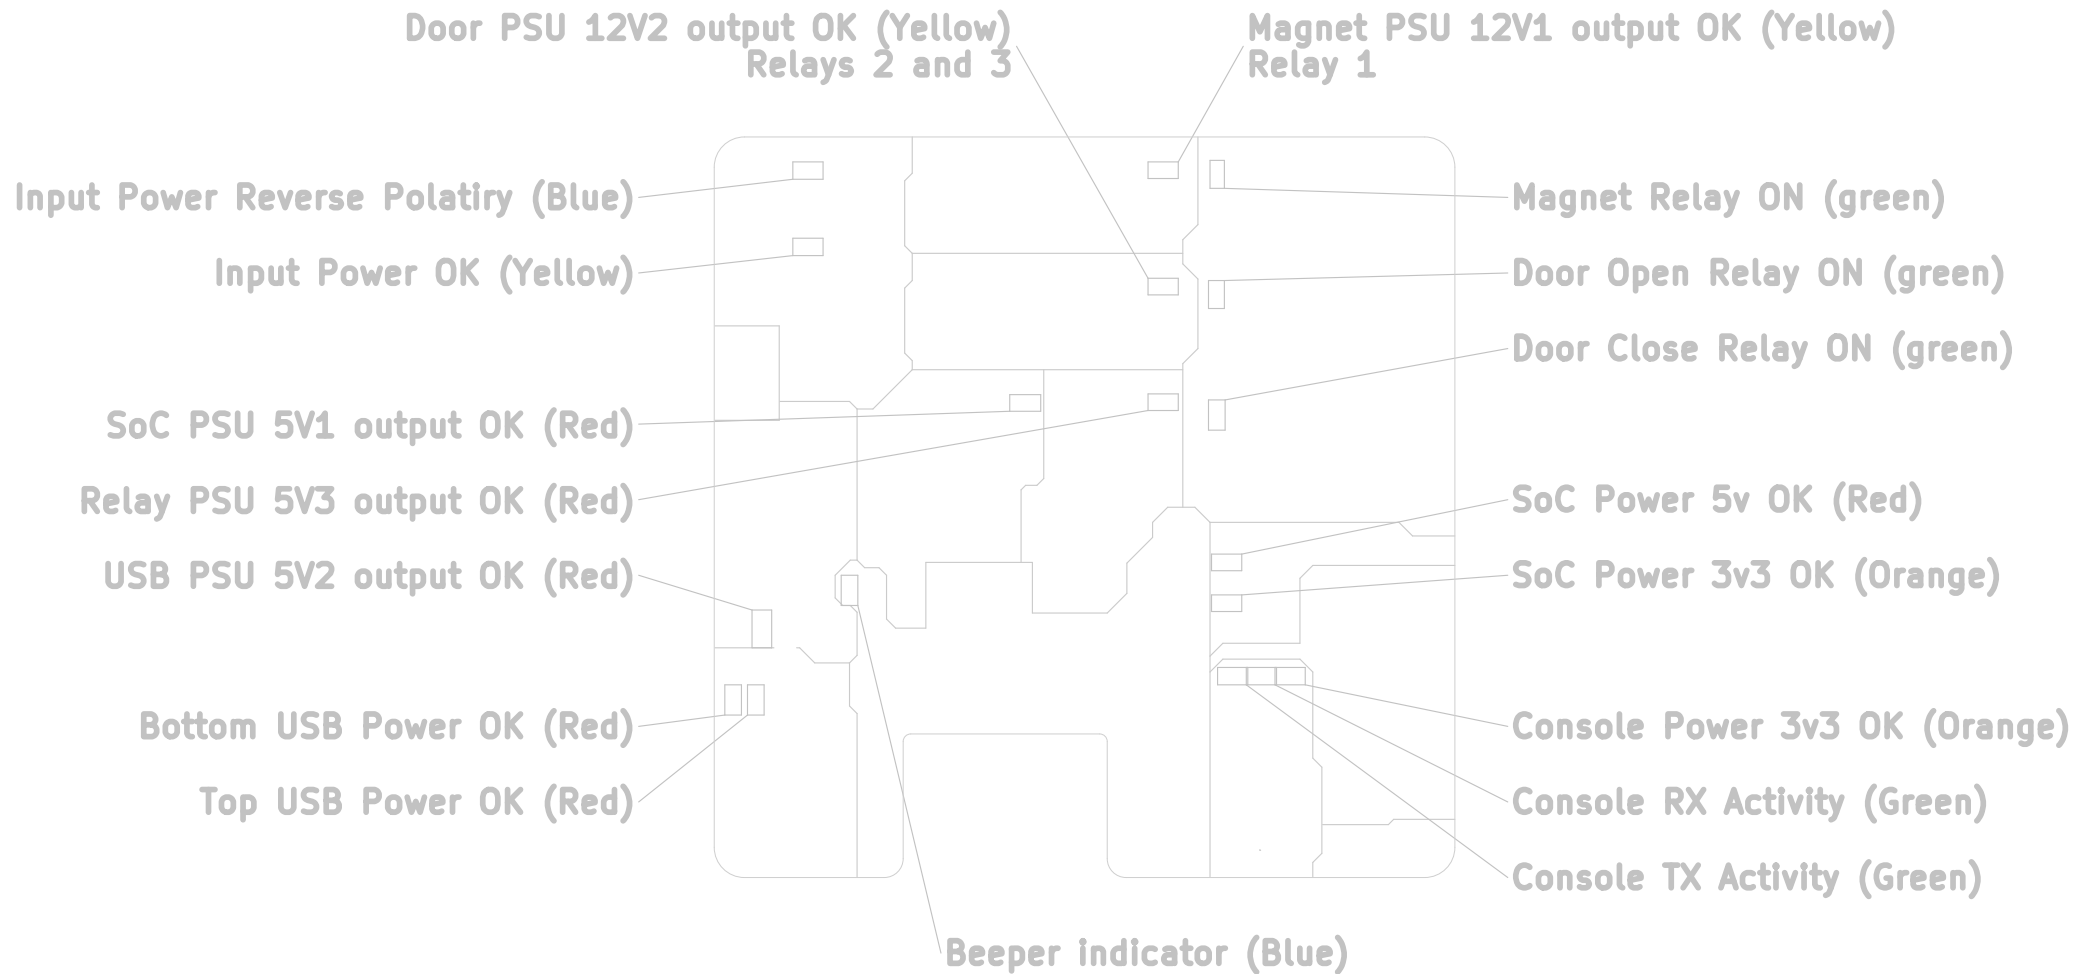 Door PSU 12V2 output OK (Yellow)
Relays 2 and 3
Magnet PSU 12V1 output OK (Yellow)
Relay 1
Input Power Reverse Polatiry (Blue)
Input Power OK (Yellow)
SoC PSU 5V1 output OK (Red)
Relay PSU 5V3 output OK (Red)
USB PSU 5V2 output OK (Red)
Bottom USB Power OK (Red)
Top USB Power OK (Red)
Magnet Relay ON (green)
Door Open Relay ON (green)
Door Close Relay ON (green)
SoC Power 5v OK (Red)
SoC Power 3v3 OK (Orange)
Console Power 3v3 OK (Orange)
Console RX Activity (Green)
Console TX Activity (Green)
Beeper indicator (Blue)